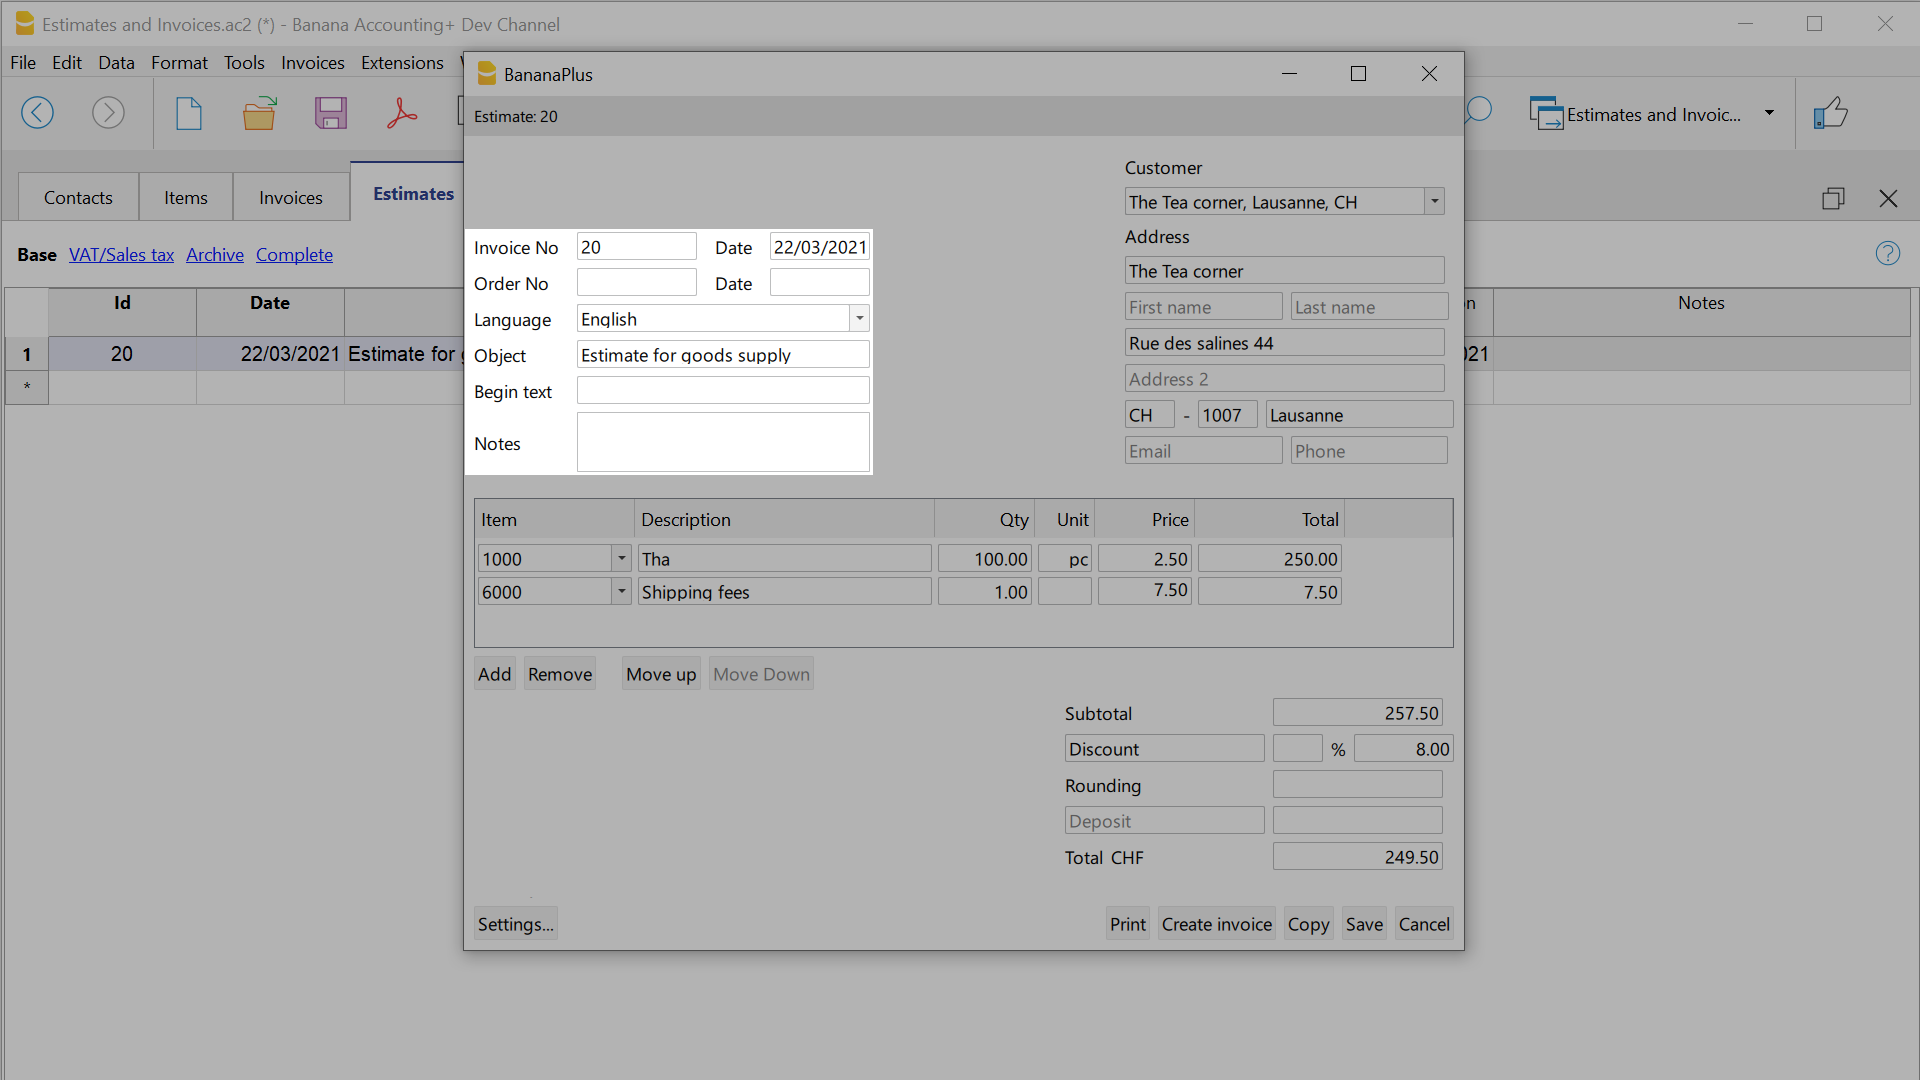 Estimates and Invoices.ac2 (*) - Banana Accounting+ Dev Channel
File Edit Data Format Tools Invoices Extensions
Estimates and Invoic...
Contacts Items Invoices Estimates
Base VAT/Sales tax Archive Complete
Id Date Notes
1 20 22/03/2021 Estimate for
*
BananaPlus
Estimate: 20
Customer
The Tea corner, Lausanne, CH
Address
The Tea corner
First name Last name
Rue des salines 44
Address 2
CH - 1007 Lausanne
Email Phone
Invoice No 20 Date 22/03/2021
Order No Date
Language English
Object Estimate for goods supply
Begin text
Notes
Item Description Qty Unit Price Total
1000 Tha 100.00 pc 2.50 250.00
6000 Shipping fees 1.00 7.50 7.50
Add Remove Move up Move Down
Subtotal 257.50
Discount % 8.00
Rounding
Deposit
Total CHF 249.50
Settings... Print Create invoice Copy Save Cancel